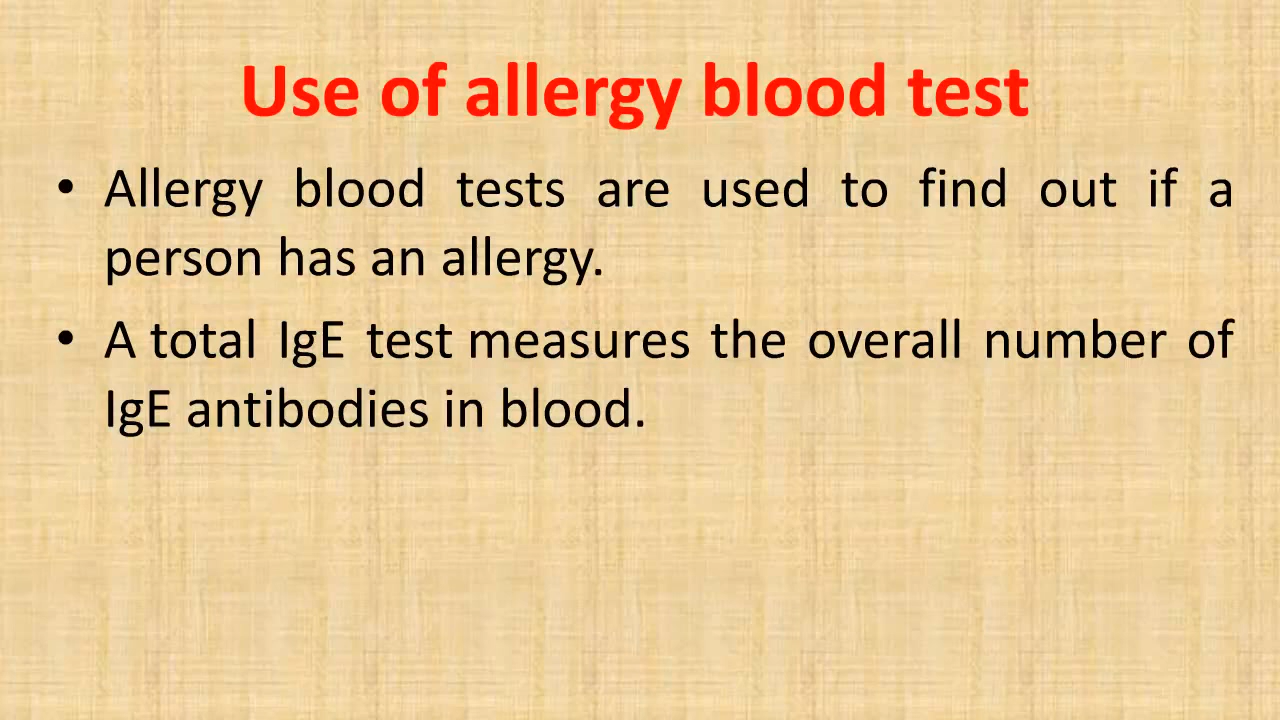 Use of allergy blood test
• Allergy blood tests are used to find out if a
person has an allergy.
• A total IgE test measures the overall number of
IgE antibodies in blood.